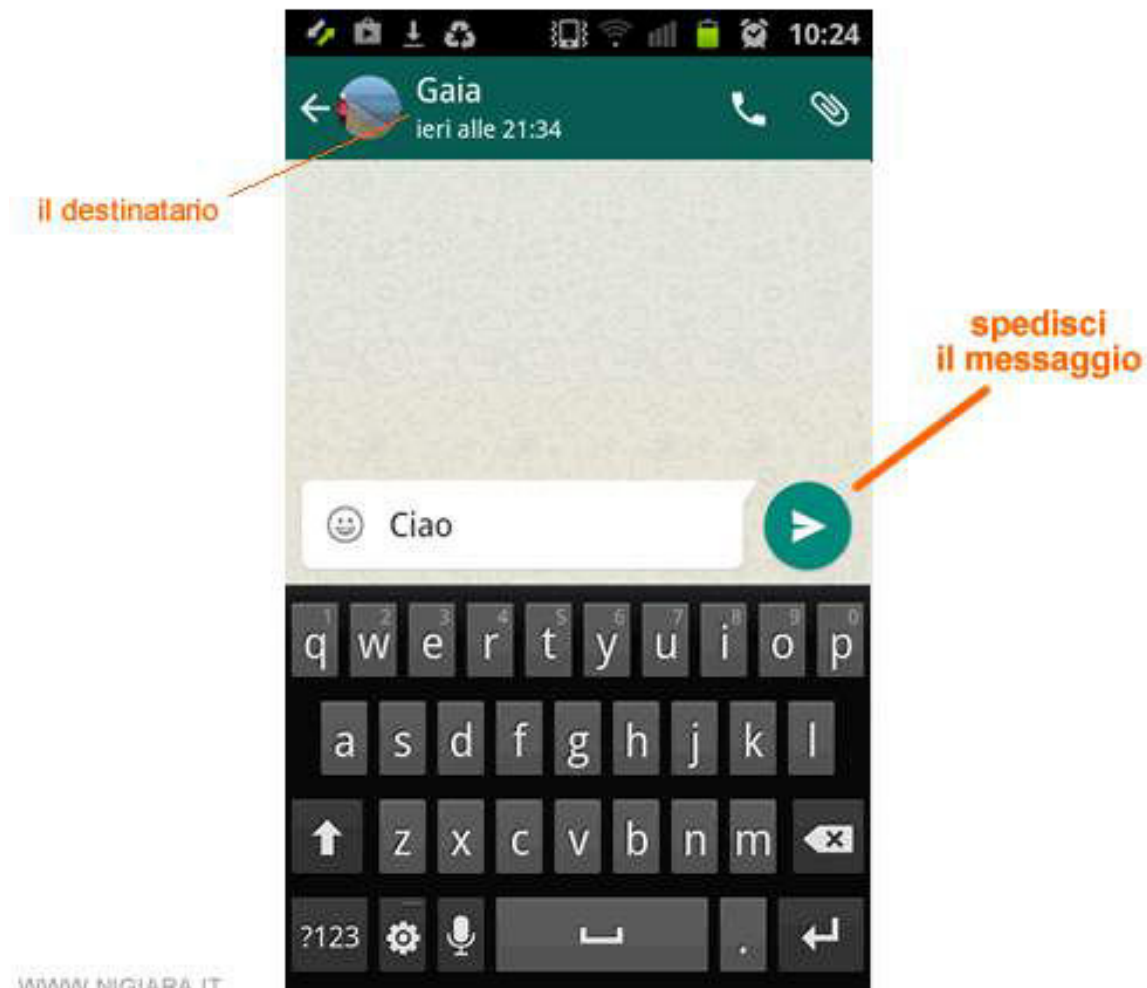 10:24
Gaia
ieri alle 21:34
il destinatario
spedisci
il messaggio
Ciao
1 2 3 4 5 6 7 8 9 0
q w e r t y u i o p
a s d f g h j k l
z x c v b n m
?123 .
WWW.NIGIARA.IT